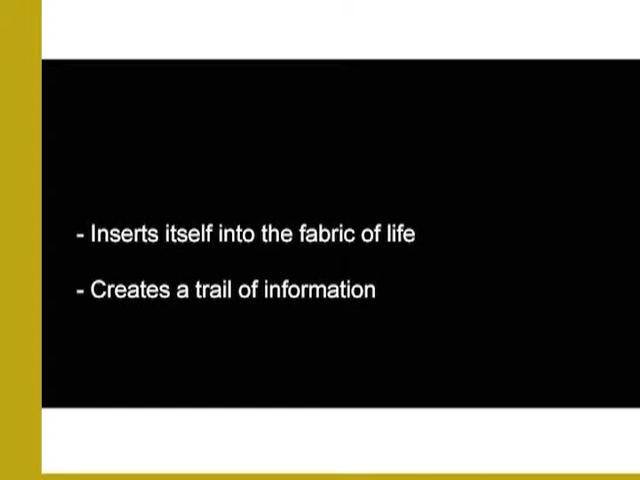 - Inserts itself into the fabric of life
- Creates a trail of information